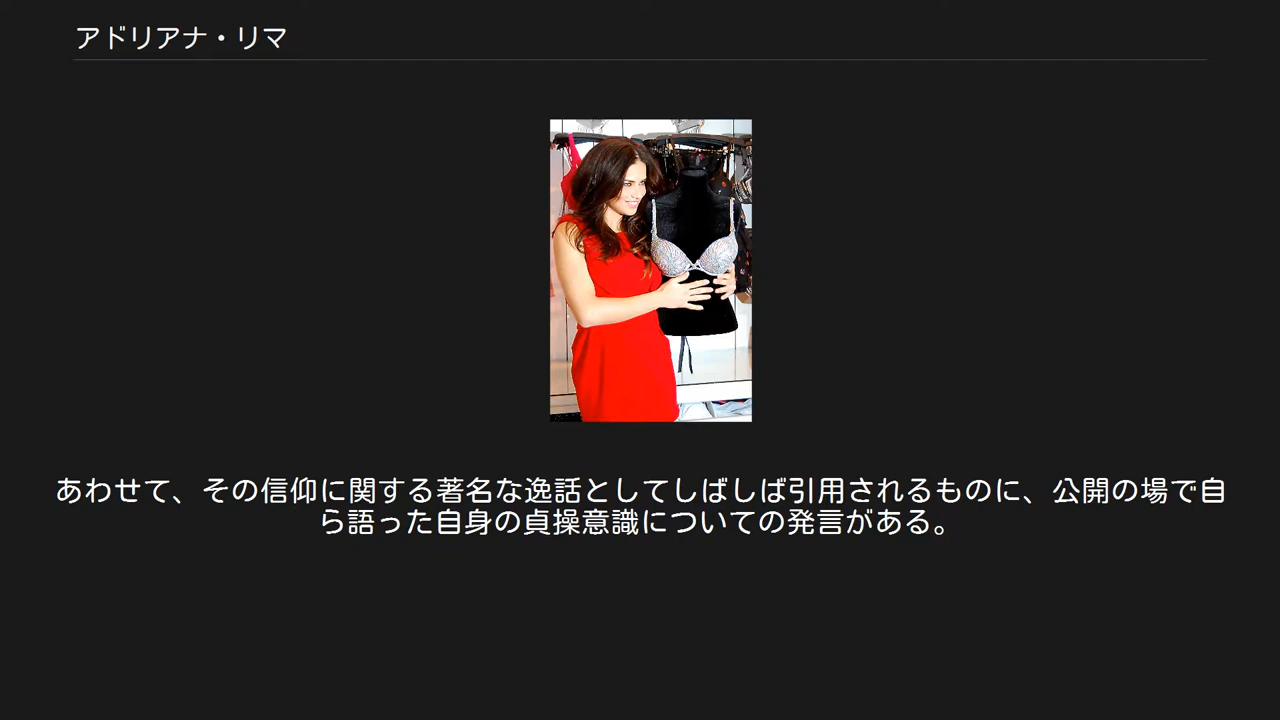 アドリアナ・リマ
あわせて、その信仰に関する著名な逸話としてしばしば引用されるものに、公開の場で自
ら語った自身の貞操意識についての発言がある。